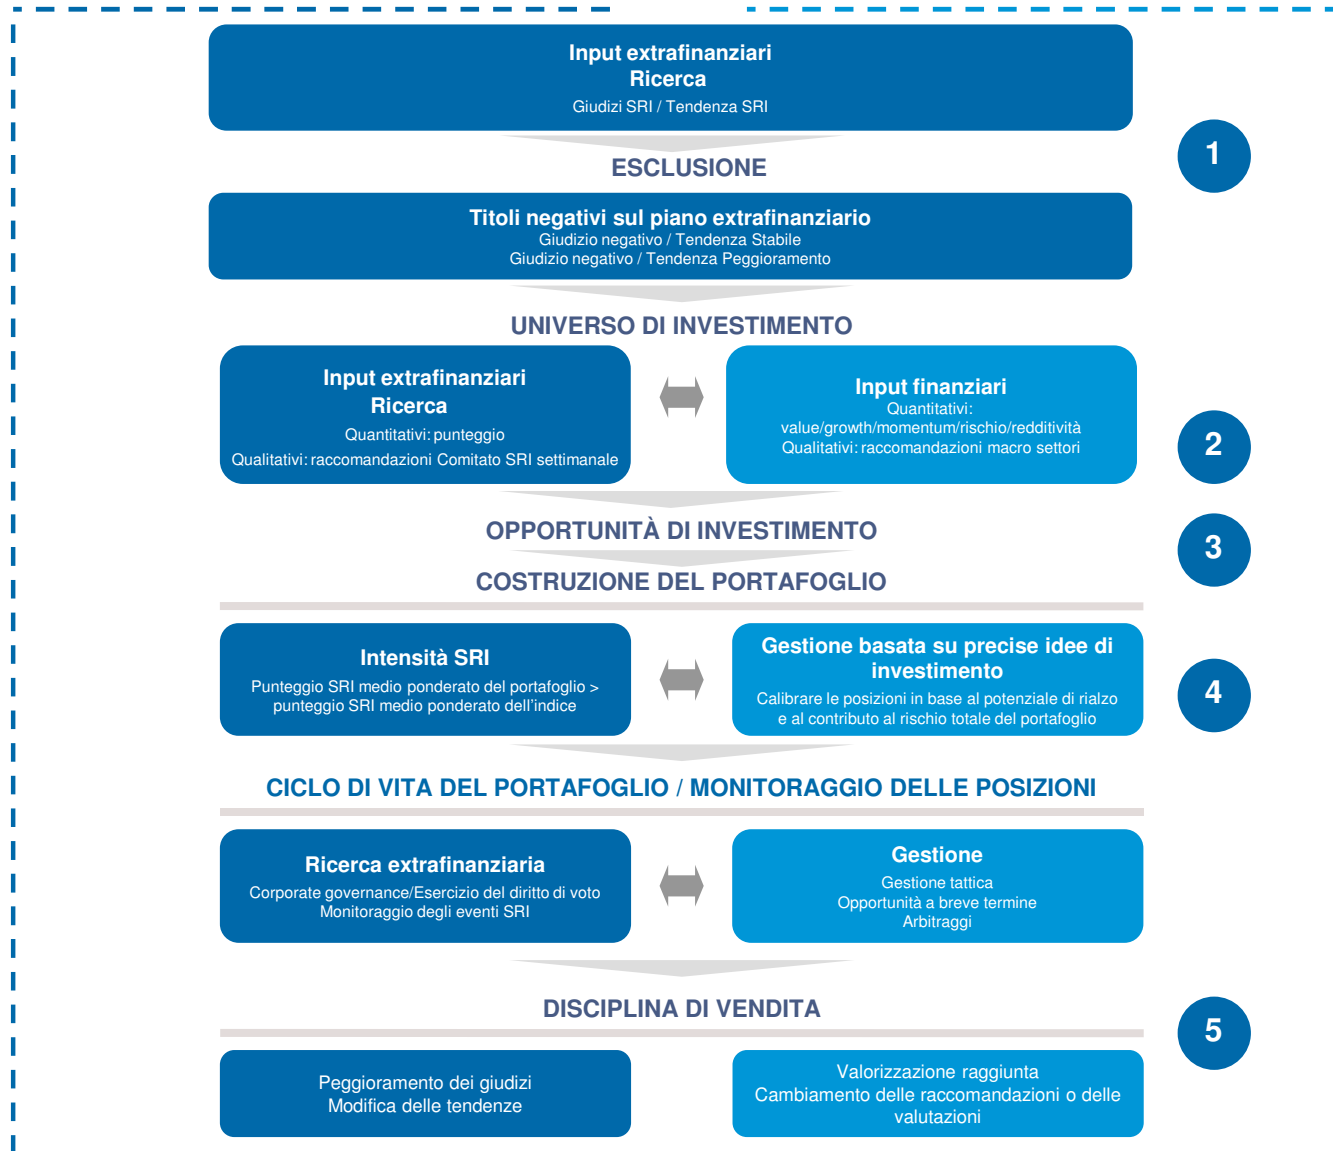 Input extrafinanziari
Ricerca
Giudizi SRI / Tendenza SRI
1
ESCLUSIONE
Titoli negativi sul piano extrafinanziario
Giudizio negativo / Tendenza Stabile
Giudizio negativo / Tendenza Peggioramento
UNIVERSO DI INVESTIMENTO
Input extrafinanziari
Ricerca
Quantitativi: punteggio
Qualitativi: raccomandazioni Comitato SRI settimanale
Input finanziari
Quantitativi:
value/growth/momentum/rischio/redditività
Qualitativi: raccomandazioni macro settori
2
OPPORTUNITÀ DI INVESTIMENTO
3
COSTRUZIONE DEL PORTAFOGLIO
Intensità SRI
Punteggio SRI medio ponderato del portafoglio >
punteggio SRI medio ponderato dell'indice
Gestione basata su precise idee di
investimento
Calibrare le posizioni in base al potenziale di rialzo
e al contributo al rischio totale del portafoglio
4
CICLO DI VITA DEL PORTAFOGLIO / MONITORAGGIO DELLE POSIZIONI
Ricerca extrafinanziaria
Corporate governance/Esercizio del diritto di voto
Monitoraggio degli eventi SRI
Gestione
Gestione tattica
Opportunità a breve termine
Arbitraggi
DISCIPLINA DI VENDITA
5
Peggioramento dei giudizi
Modifica delle tendenze
Valorizzazione raggiunta
Cambiamento delle raccomandazioni o delle
valutazioni